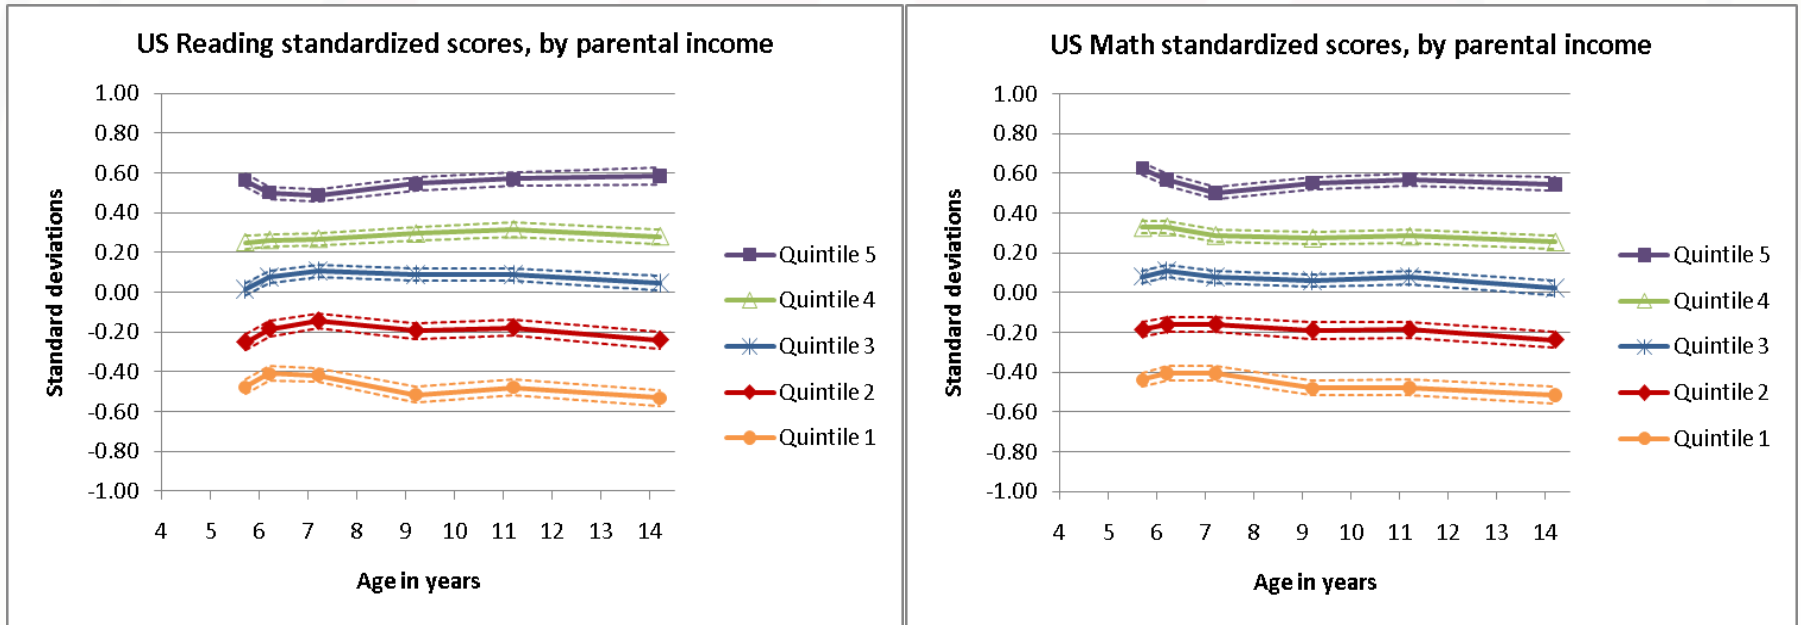 US Reading standardized scores, by parental income
1.00
0.80
0.60
0.40
0.20
0.00
-0.20
-0.40
-0.60
-0.80
-1.00
Standard deviations
4 5 6 7 8 9 10 11 12 13 14
Age in years
Quintile 5
Quintile 4
Quintile 3
Quintile 2
Quintile 1
US Math standardized scores, by parental income
1.00
0.80
0.60
0.40
0.20
0.00
-0.20
-0.40
-0.60
-0.80
-1.00
Standard deviations
4 5 6 7 8 9 10 11 12 13 14
Age in years
Quintile 5
Quintile 4
Quintile 3
Quintile 2
Quintile 1